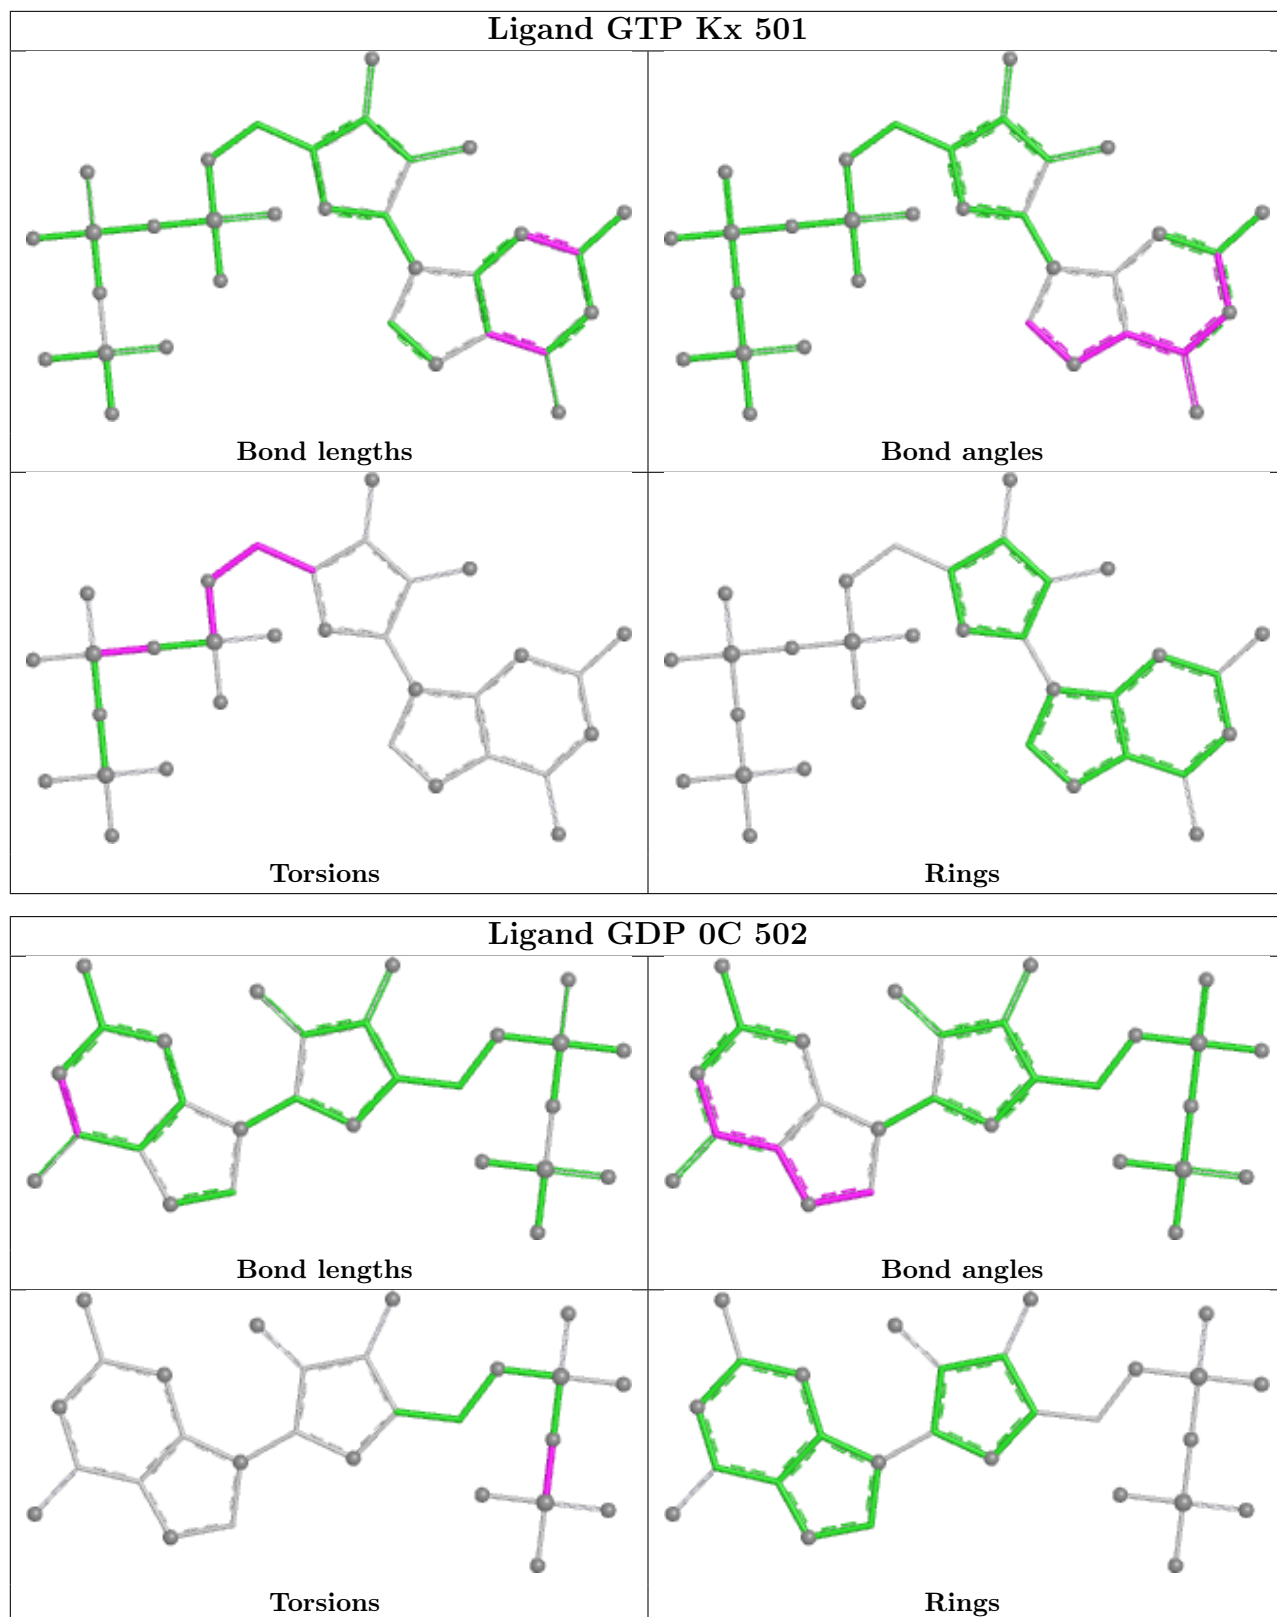 Ligand GTP Kx 501
Bond lengths
Bond angles
Torsions
Rings
Ligand GDP 0C 502
Bond lengths
Bond angles
Torsions
Rings